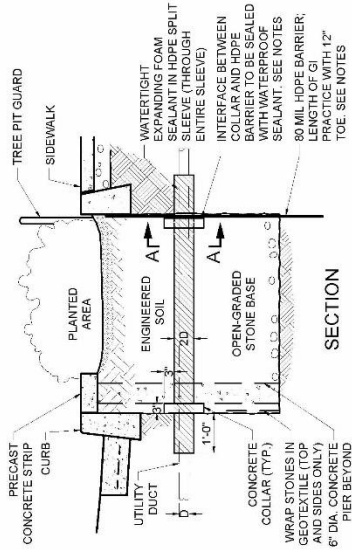 TREE PIT GUARD
SIDEWALK
PRECAST
CONCRETE STRIP
CURB
PLANTED
AREA
ENGINEERED
SOIL
OPEN-GRADED
STONE BASE
A
A
2D
3"
3"
1'-0"
D
UTILITY
DUCT
CONCRETE
COLLAR (TYP.)
WRAP STONES IN
GEOTEXTILE (TOP
AND SIDES ONLY)
6" DIA. CONCRETE
PIER BEYOND
WATERTIGHT
EXPANDING FOAM
SEALANT IN HDPE SPLIT
SLEEVE (THROUGH
ENTIRE SLEEVE)
INTERFACE BETWEEN
COLLAR AND HDPE
BARRIER TO BE SEALED
WITH WATERPROOF
SEALANT. SEE NOTES
80 MIL HDPE BARRIER;
LENGTH OF GI
PRACTICE WITH 12"
TOE. SEE NOTES
SECTION